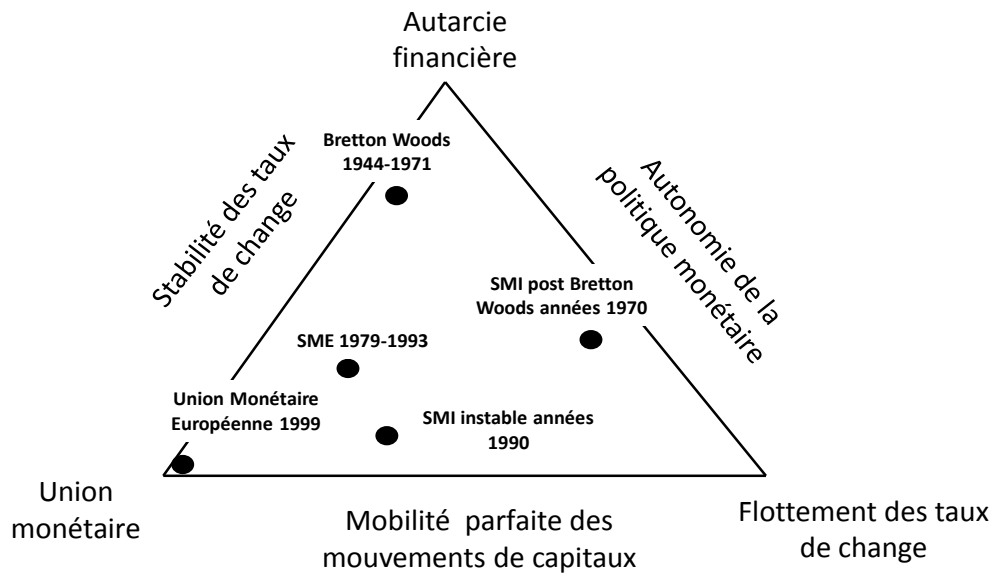 Autarcie
financière
Bretton Woods
1944-1971
Stabilité des taux
de change
Autonomie de la
politique monétaire
SMI post Bretton
Woods années 1970
SME 1979-1993
Union Monétaire
Européenne 1999
SMI instable années
1990
Union
monétaire
Mobilité parfaite des
mouvements de capitaux
Flottement des taux
de change